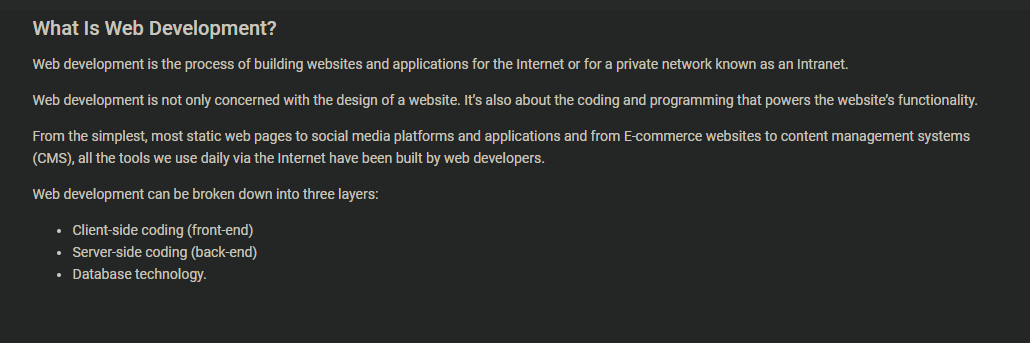 What Is Web Development?
Web development is the process of building websites and applications for the Internet or for a private network known as an Intranet.
Web development is not only concerned with the design of a website. It’s also about the coding and programming that powers the website’s functionality.
From the simplest, most static web pages to social media platforms and applications and from E-commerce websites to content management systems
(CMS), all the tools we use daily via the Internet have been built by web developers.
Web development can be broken down into three layers:
• Client-side coding (front-end)
• Server-side coding (back-end)
• Database technology.